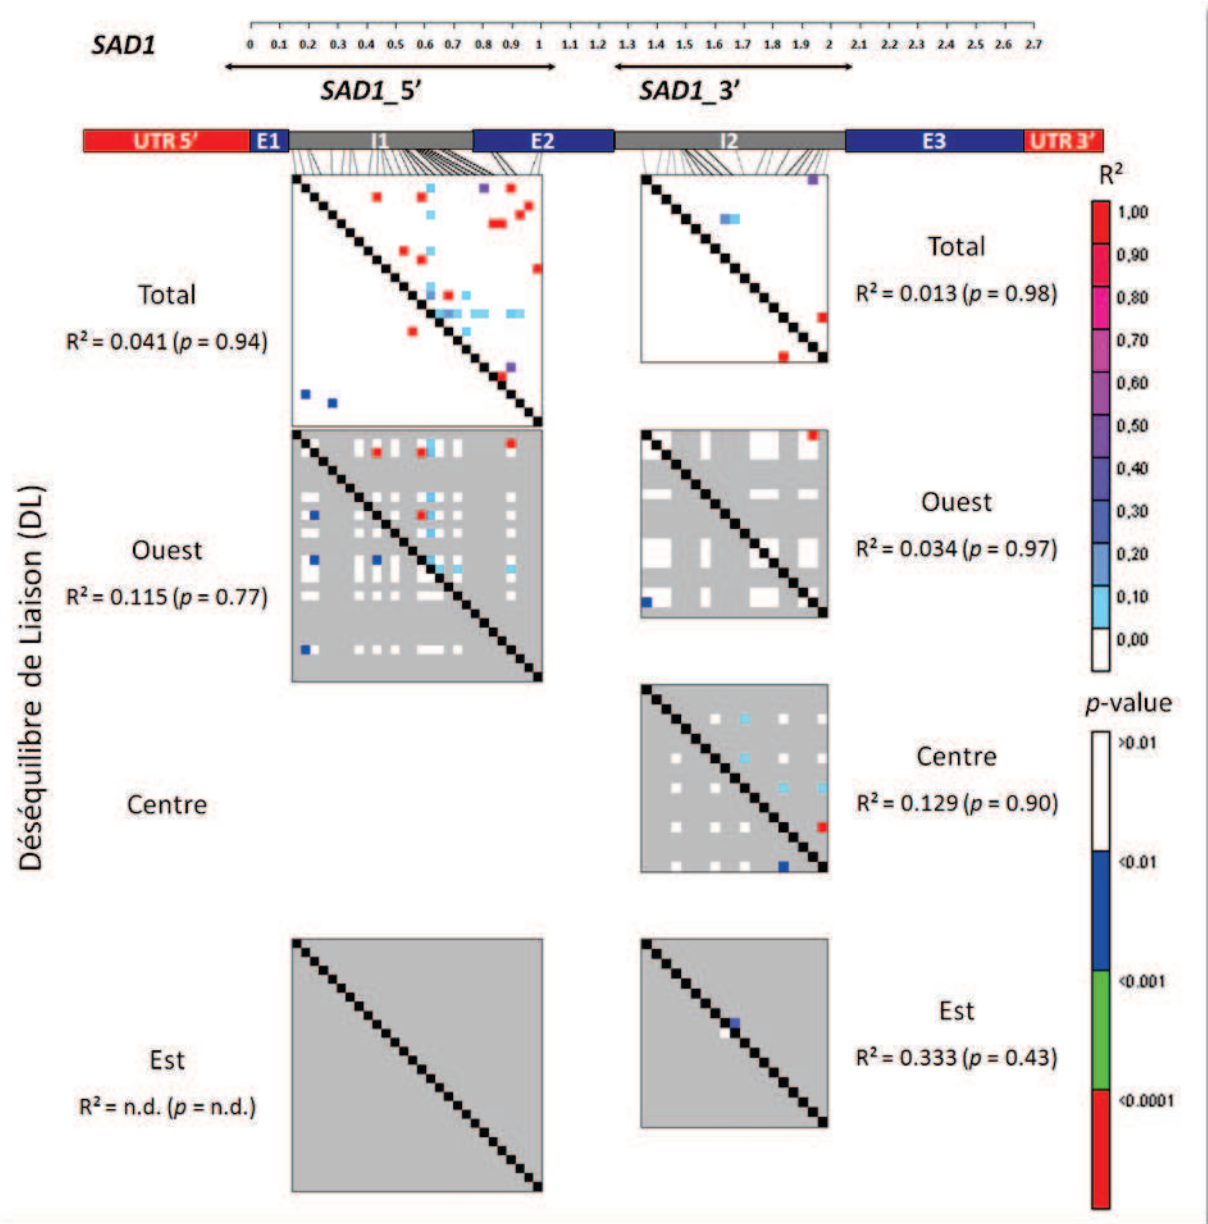 SAD1
0 0.1 0.2 0.3 0.4 0.5 0.6 0.7 0.8 0.9 1 1.1 1.2 1.3 1.4 1.5 1.6 1.7 1.8 1.9 2 2.1 2.2 2.3 2.4 2.5 2.6 2.7
SAD1_5’ SAD1_3’
UTR 5’ E1 I1 E2 I2 E3 UTR 3’
R²
1,00
0,90
0,80
0,70
0,60
0,50
0,40
0,30
0,20
0,10
0,00
Total
R² = 0.041 (p = 0.94)
Total
R² = 0.013 (p = 0.98)
Déséquilibre de Liaison (DL)
Ouest
R² = 0.115 (p = 0.77)
Ouest
R² = 0.034 (p = 0.97)
p-value
>0.01
<0.01
<0.001
<0.0001
Centre
Centre
R² = 0.129 (p = 0.90)
Est
R² = n.d. (p = n.d.)
Est
R² = 0.333 (p = 0.43)